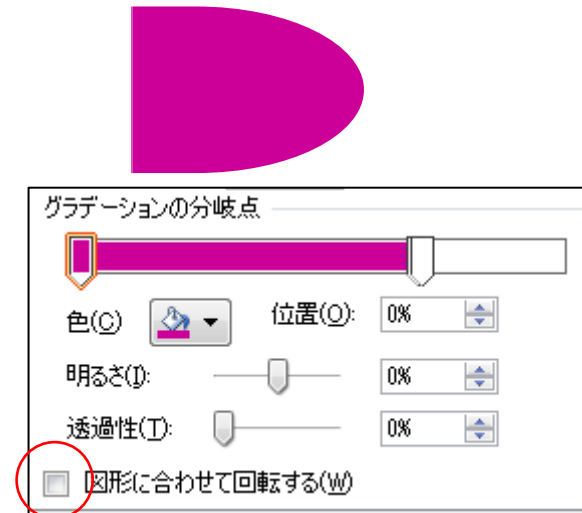 グラデーションの分岐点
色(C) 位置(O): 0%
明るさ(I): 0%
透過性(T): 0%
図形に合わせて回転する(W)